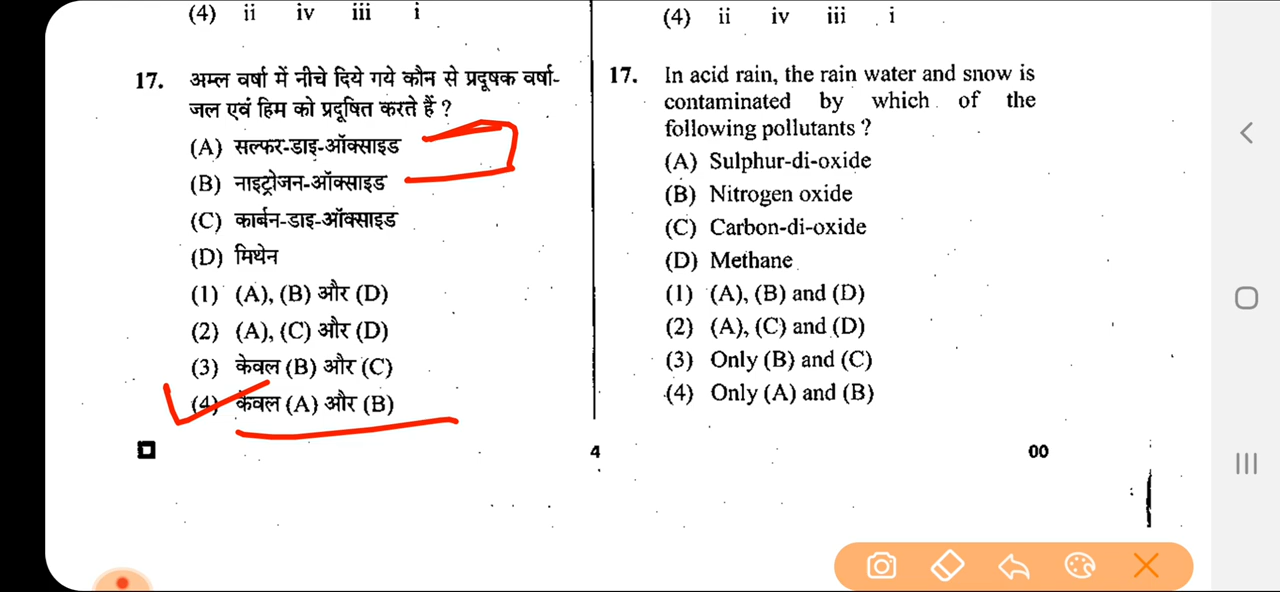 (4) ii iv iii i
17. अम्ल वर्षा में नीचे दिये गये कौन से प्रदूषक वर्षा-
जल एवं हिम को प्रदूषित करते हैं ?
(A) सल्फर-डाइ-ऑक्साइड
(B) नाइट्रोजन-ऑक्साइड
(C) कार्बन-डाइ-ऑक्साइड
(D) मिथेन
(1) (A), (B) और (D)
(2) (A), (C) और (D)
(3) केवल (B) और (C)
(4) केवल (A) और (B)
(4) ii iv iii i
17. In acid rain, the rain water and snow is
contaminated by which of the
following pollutants ?
(A) Sulphur-di-oxide
(B) Nitrogen oxide
(C) Carbon-di-oxide
(D) Methane
(1) (A), (B) and (D)
(2) (A), (C) and (D)
(3) Only (B) and (C)
(4) Only (A) and (B)
4
00